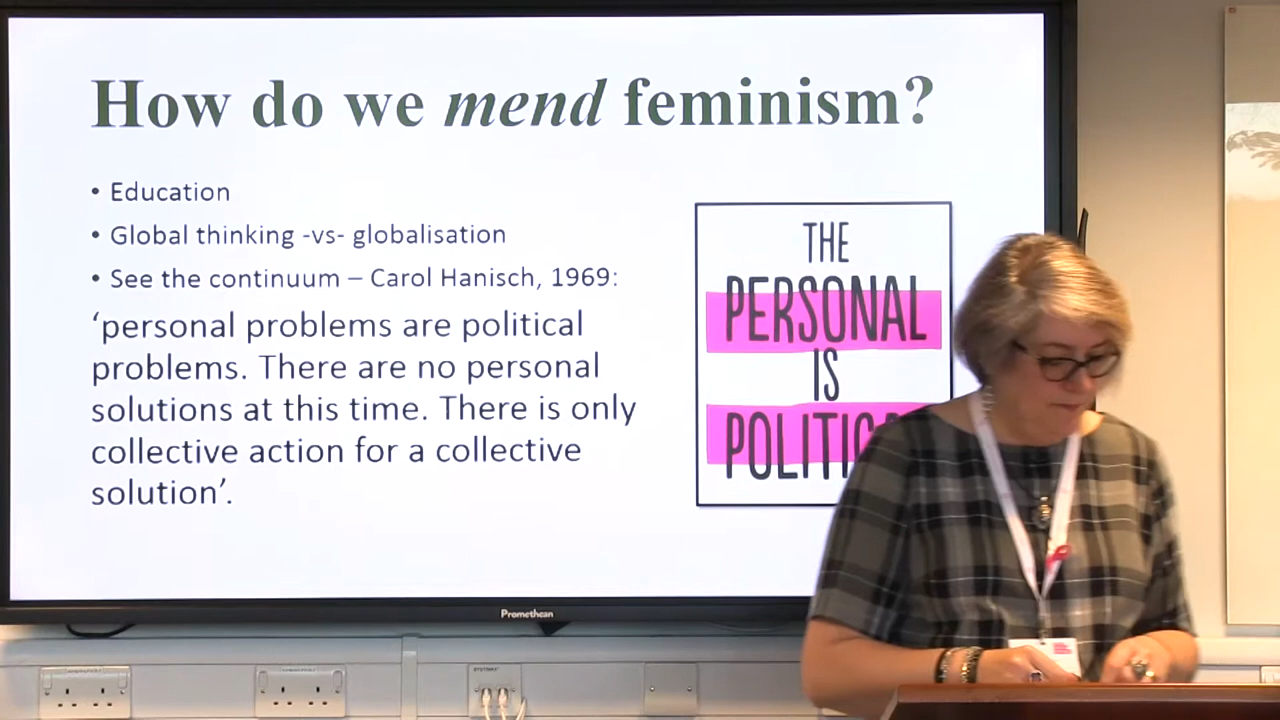 How do we mend feminism?
• Education
• Global thinking -vs- globalisation
• See the continuum – Carol Hanisch, 1969:
‘personal problems are political
problems. There are no personal
solutions at this time. There is only
collective action for a collective
solution’.
THE
PERSONAL
IS
Promethean